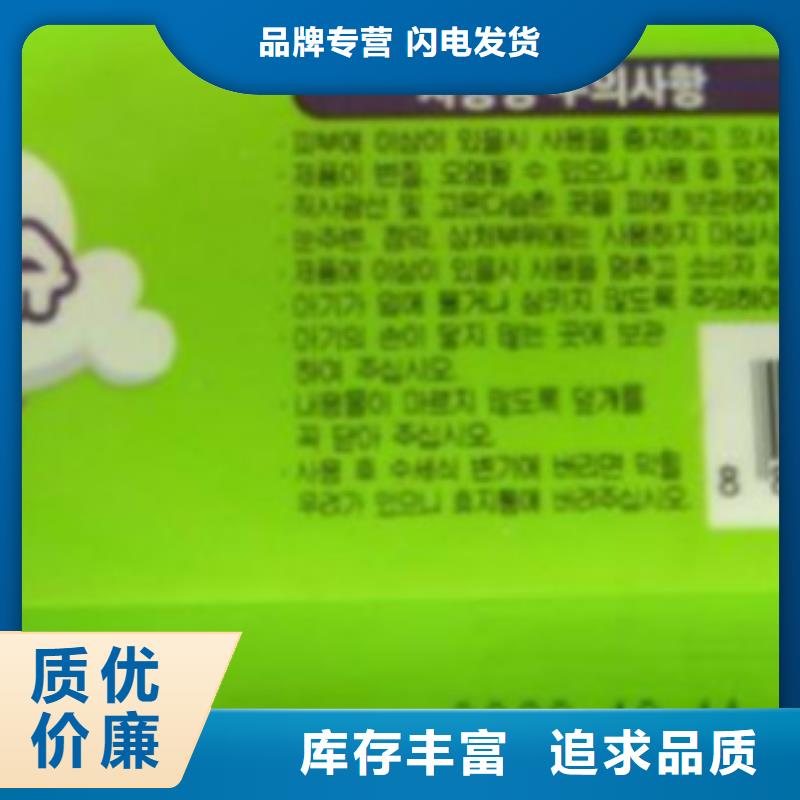 品牌专营 闪电发货
사용상 주의사항
· 피부에 이상이 있을시 사용을 중지하고 의사
· 제품이 변질, 오염될 수 있으니 사용 후 덮개
· 직사광선 및 고온다습한 곳을 피해 보관하여
· 눈주변, 점막, 상처부위에는 사용하지 마십시
· 제품에 이상이 있을시 사용을 멈추고 소비자
· 아기가 입에 물거나 삼키지 않도록 주의하여
· 아기의 손이 닿지 않는 곳에 보관
하여 주십시오.
· 내용물이 마르지 않도록 덮개를
꼭 닫아 주십시오.
· 사용 후 수세식 변기에 버리면 막힐
우려가 있으니 휴지통에 버려주십시오.
8 8
质优
价廉
库存丰富 追求品质